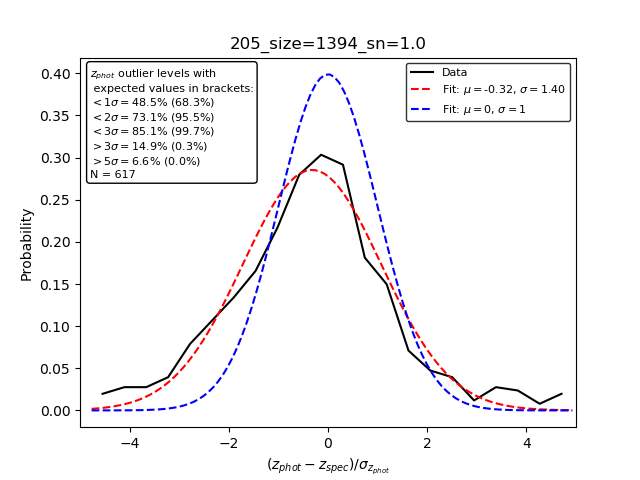 205_size=1394_sn=1.0
z_phot outlier levels with
expected values in brackets:
<1σ=48.5% (68.3%)
<2σ=73.1% (95.5%)
<3σ=85.1% (99.7%)
>3σ=14.9% (0.3%)
>5σ=6.6% (0.0%)
N = 617
Data
Fit: μ=-0.32, σ=1.40
Fit: μ=0, σ=1
Probability
0.40
0.35
0.30
0.25
0.20
0.15
0.10
0.05
0.00
−4 −2 0 2 4
(z_phot − z_spec)/σ_z_phot